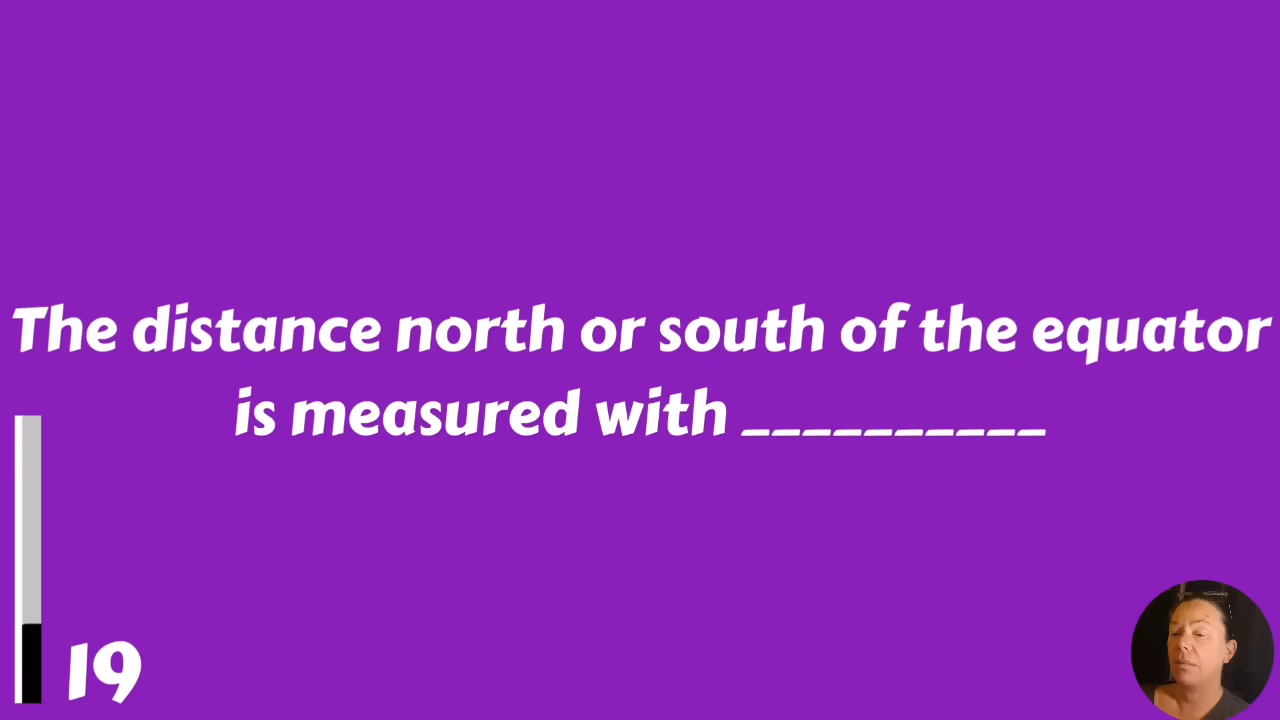 The distance north or south of the equator
is measured with __________
19